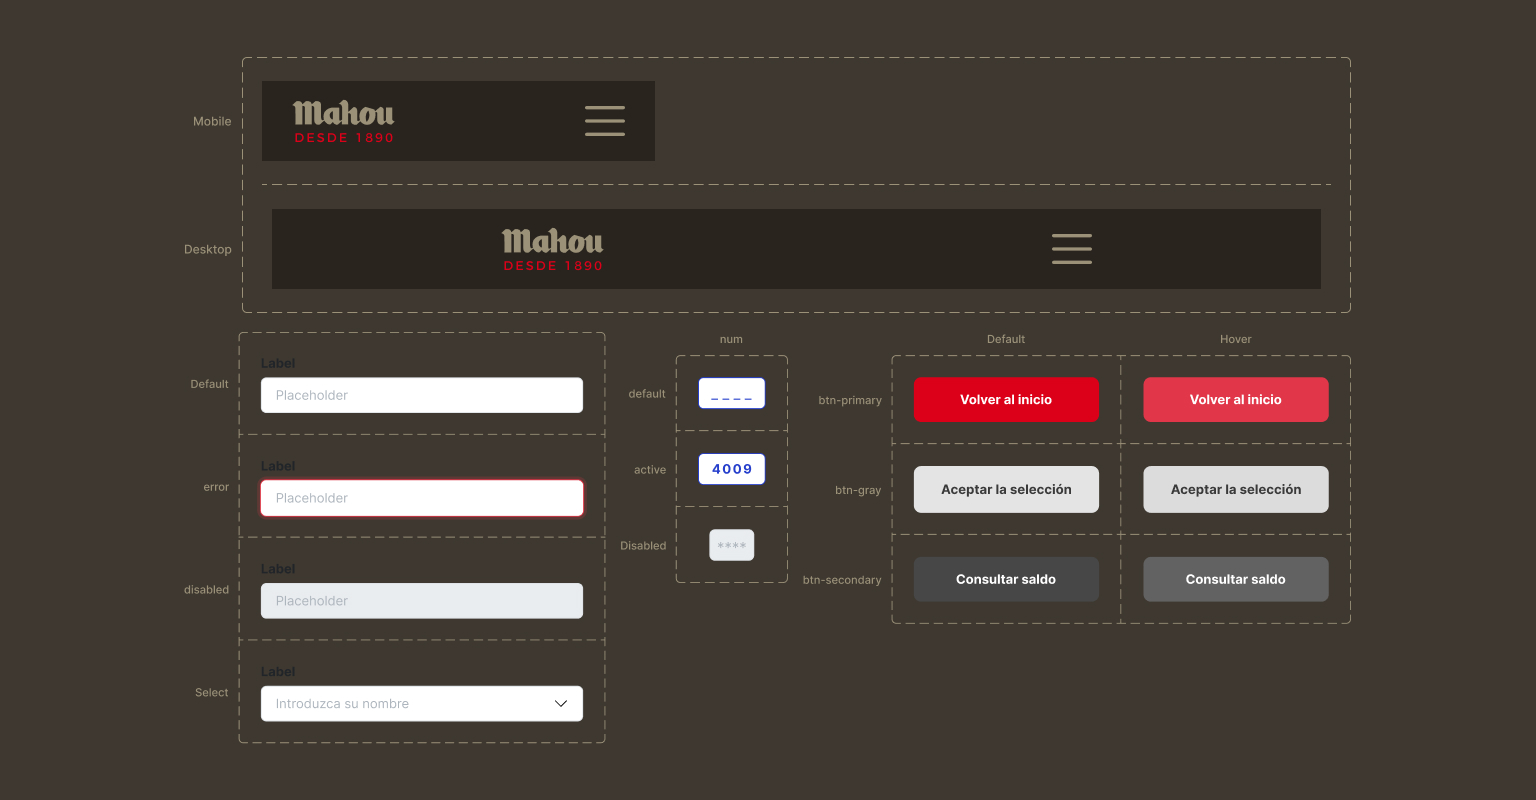 Mobile
Mahou
DESDE 1890
Desktop
Mahou
DESDE 1890
Default
Label
Placeholder
error
Label
Placeholder
disabled
Label
Placeholder
Select
Label
Introduzca su nombre
num
default
_ _ _ _
active
4009
Disabled
****
Default
Hover
btn-primary
Volver al inicio
Volver al inicio
btn-gray
Aceptar la selección
Aceptar la selección
btn-secondary
Consultar saldo
Consultar saldo